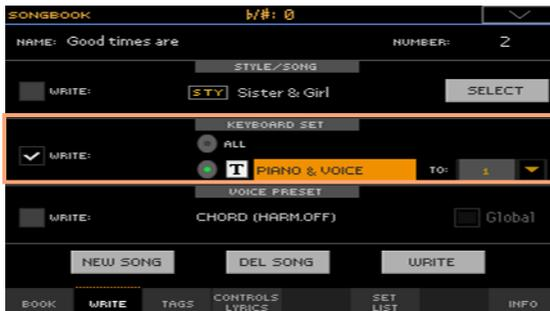 SONGBOOK ♭/#: 0
NAME: Good times are NUMBER: 2
STYLE/SONG
WRITE: STY Sister & Girl SELECT
KEYBOARD SET
ALL
WRITE:
T PIANO & VOICE TO: 1
VOICE PRESET
WRITE: CHORD (HARM.OFF) Global
NEW SONG DEL SONG WRITE
BOOK WRITE TAGS CONTROLS LYRICS SET LIST INFO